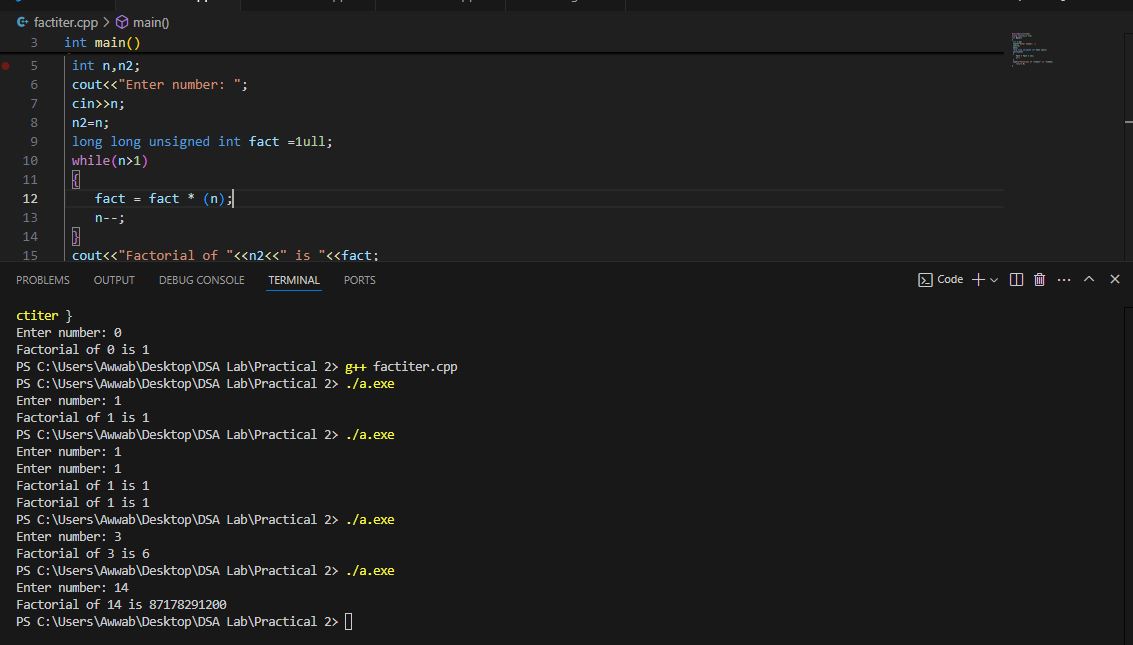 factiter.cpp > main()
3 int main()
5 int n,n2;
6 cout<<"Enter number: ";
7 cin>>n;
8 n2=n;
9 long long unsigned int fact =1ull;
10 while(n>1)
11 {
12 fact = fact * (n);
13 n--;
14 }
15 cout<<"Factorial of "<<n2<<" is "<<fact;
PROBLEMS OUTPUT DEBUG CONSOLE TERMINAL PORTS Code
ctiter }
Enter number: 0
Factorial of 0 is 1
PS C:\Users\Awwab\Desktop\DSA Lab\Practical 2> g++ factiter.cpp
PS C:\Users\Awwab\Desktop\DSA Lab\Practical 2> ./a.exe
Enter number: 1
Factorial of 1 is 1
PS C:\Users\Awwab\Desktop\DSA Lab\Practical 2> ./a.exe
Enter number: 1
Enter number: 1
Factorial of 1 is 1
Factorial of 1 is 1
PS C:\Users\Awwab\Desktop\DSA Lab\Practical 2> ./a.exe
Enter number: 3
Factorial of 3 is 6
PS C:\Users\Awwab\Desktop\DSA Lab\Practical 2> ./a.exe
Enter number: 14
Factorial of 14 is 87178291200
PS C:\Users\Awwab\Desktop\DSA Lab\Practical 2>